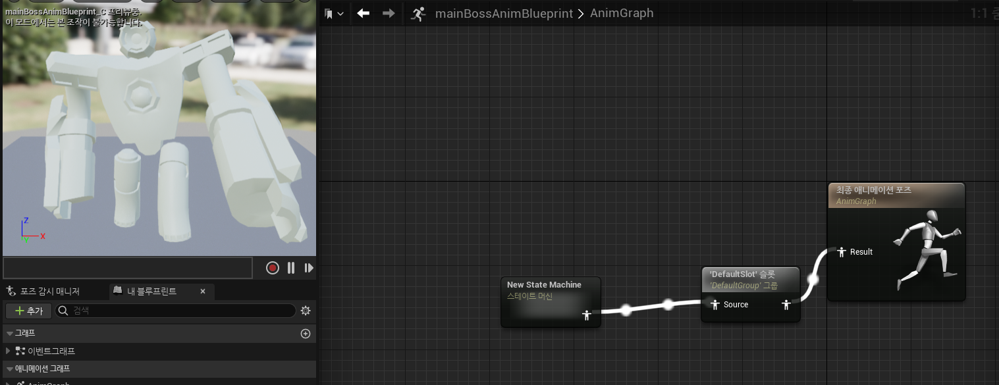 mainBossAnimBlueprint_C 프리뷰중.
이 모드에서는 본 조작이 불가능합니다.
mainBossAnimBlueprint > AnimGraph
1:1 줌
Z
X
Y
포즈 감시 매니저
내 블루프린트
추가
검색
그래프
이벤트그래프
애니메이션 그래프
AnimGraph
New State Machine
스테이트 머신
'DefaultSlot' 슬롯
'DefaultGroup' 그룹
Source
최종 애니메이션 포즈
AnimGraph
Result